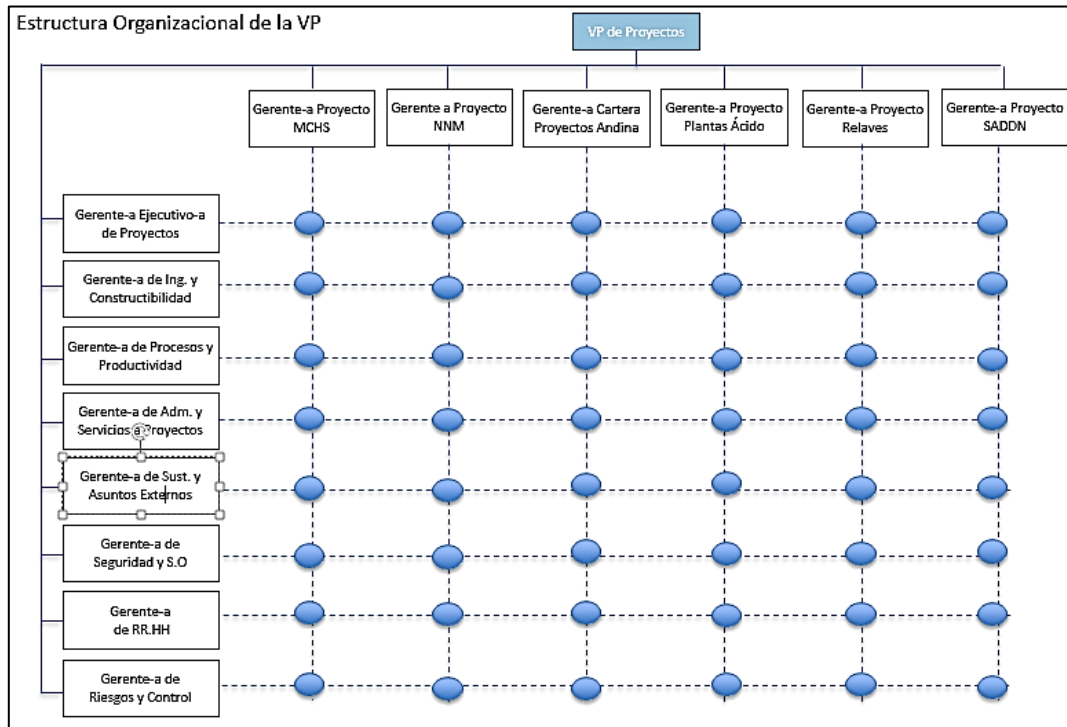 Estructura Organizacional de la VP
VP de Proyectos
Gerente-a Proyecto
MCHS
Gerente a Proyecto
NNM
Gerente-a Cartera
Proyectos Andina
Gerente-a Proyecto
Plantas Ácido
Gerente-a Proyecto
Relaves
Gerente-a Proyecto
SADDN
Gerente-a Ejecutivo-a
de Proyectos
Gerente-a de Ing. y
Constructibilidad
Gerente-a de Procesos y
Productividad
Gerente-a de Adm. y
Servicios a Proyectos
Gerente-a de Sust. y
Asuntos Externos
Gerente-a de
Seguridad y S.O
Gerente-a
de RR.HH
Gerente-a de
Riesgos y Control